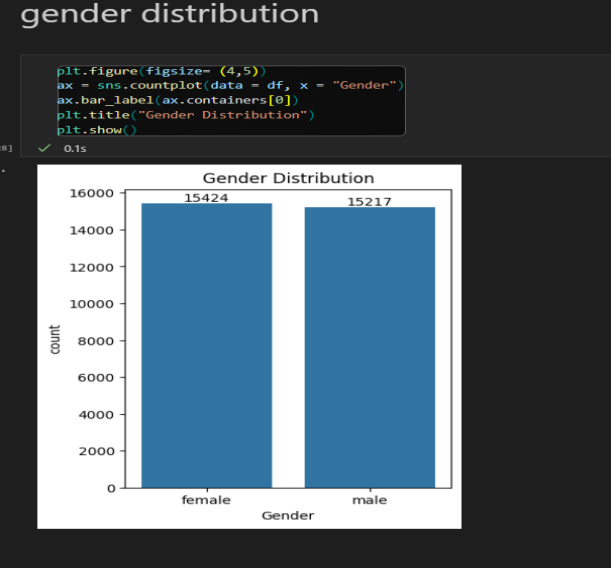 gender distribution
plt.figure(figsize= (4,5))
ax = sns.countplot(data = df, x = "Gender")
ax.bar_label(ax.containers[0])
plt.title("Gender Distribution")
plt.show()
8]
0.1s
Gender Distribution
15424
15217
16000
14000
12000
10000
8000
6000
4000
2000
0
count
female male
Gender